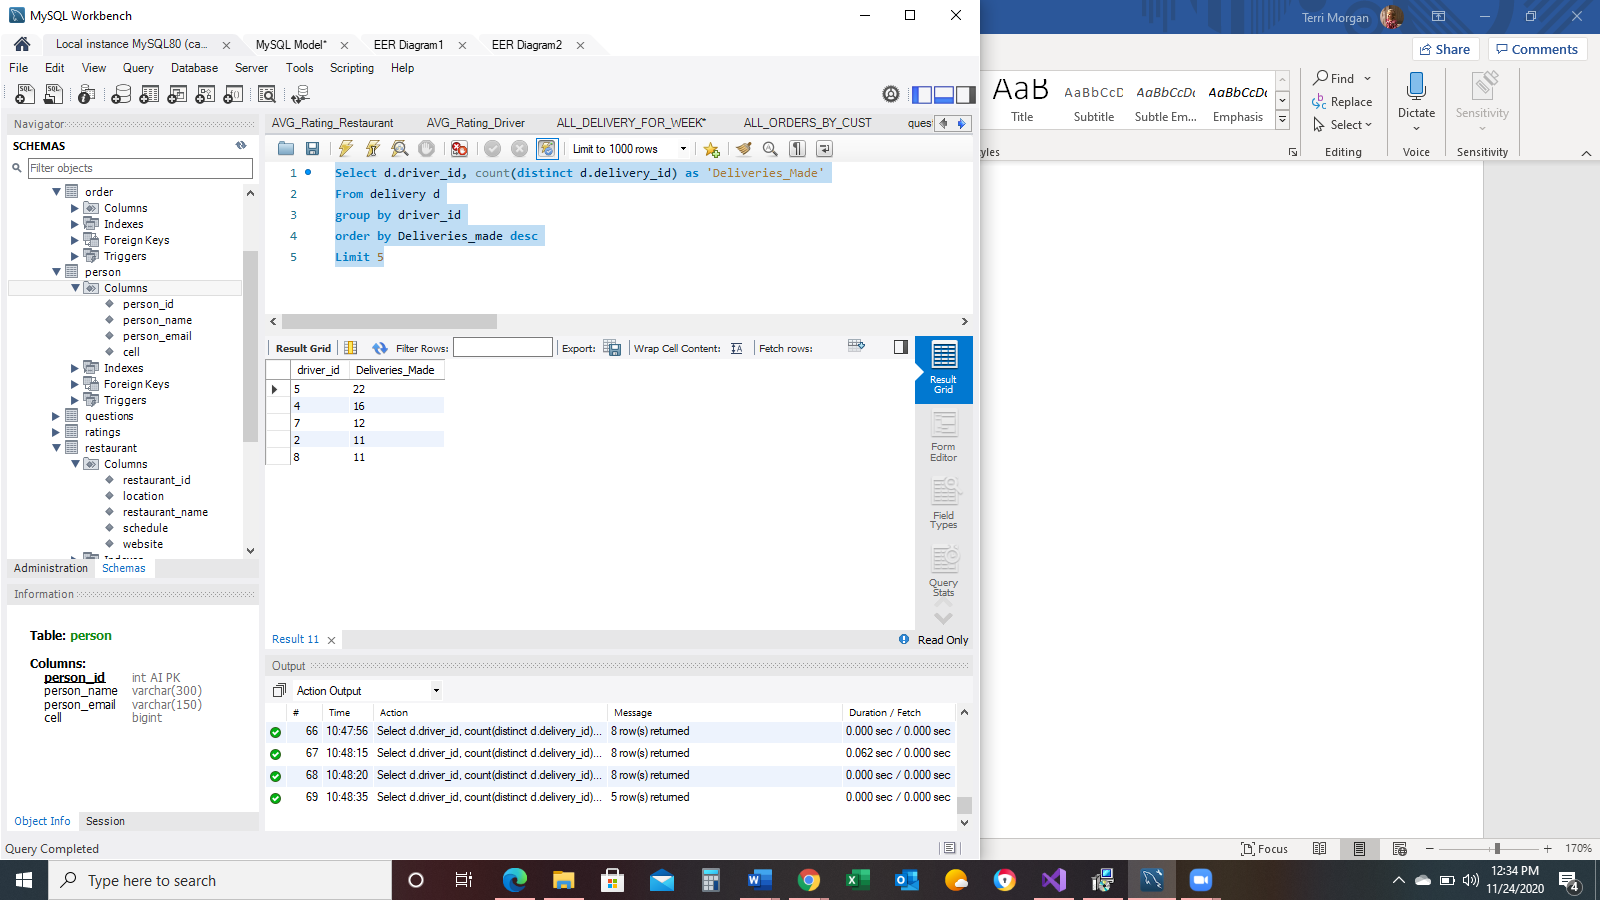 MySQL Workbench
Local instance MySQL80 (ca...
MySQL Model*
EER Diagram1
EER Diagram2
File Edit View Query Database Server Tools Scripting Help
Navigator
SCHEMAS
Filter objects
order
Columns
Indexes
Foreign Keys
Triggers
person
Columns
person_id
person_name
person_email
cell
Indexes
Foreign Keys
Triggers
questions
ratings
restaurant
Columns
restaurant_id
location
restaurant_name
schedule
website
Administration Schemas
Information
Table: person
Columns:
person_id int AI PK
person_name varchar(300)
person_email varchar(150)
cell bigint
Object Info Session
Query Completed
AVG_Rating_Restaurant AVG_Rating_Driver ALL_DELIVERY_FOR_WEEK* ALL_ORDERS_BY_CUST quest
Limit to 1000 rows
1 Select d.driver_id, count(distinct d.delivery_id) as 'Deliveries_Made'
2 From delivery d
3 group by driver_id
4 order by Deliveries_made desc
5 Limit 5
Result Grid Filter Rows: Export: Wrap Cell Content: Fetch rows:
driver_id Deliveries_Made
5 22
4 16
7 12
2 11
8 11
Result Grid
Form Editor
Field Types
Query Stats
Result 11
Read Only
Output
Action Output
# Time Action Message Duration / Fetch
66 10:47:56 Select d.driver_id, count(distinct d.delivery_id)... 8 row(s) returned 0.000 sec / 0.000 sec
67 10:48:15 Select d.driver_id, count(distinct d.delivery_id)... 8 row(s) returned 0.062 sec / 0.000 sec
68 10:48:20 Select d.driver_id, count(distinct d.delivery_id)... 8 row(s) returned 0.000 sec / 0.000 sec
69 10:48:35 Select d.driver_id, count(distinct d.delivery_id)... 5 row(s) returned 0.000 sec / 0.000 sec
Terri Morgan
Share Comments
AaB AaBbCcD AaBbCcDc AaBbCcDc
Title Subtitle Subtle Em... Emphasis
Find
Replace
Select
Editing
Dictate
Voice
Sensitivity
Sensitivity
yles
Focus
170%
Type here to search
12:34 PM
11/24/2020
4